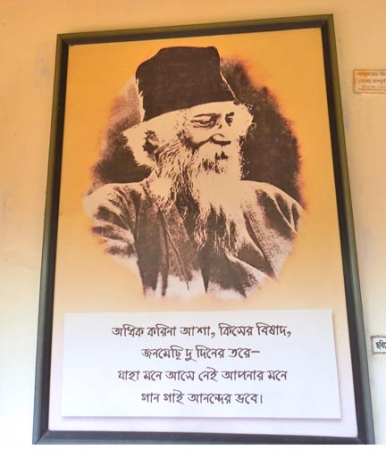 অধিক করিনা আশা, কিসের বিষাদ,
জনমেছি দু দিনের তরে–
যাহা মনে আসে নেই আপনার মনে
গান গাই আনন্দের ভরে।